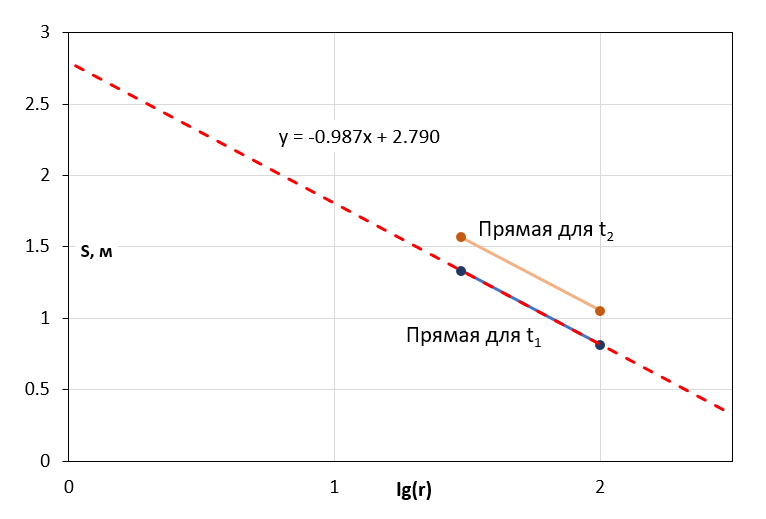 3
2.5
y = -0.987x + 2.790
2
Прямая для t₂
1.5
S, м
Прямая для t₁
1
0.5
0
0 1 lg(r) 2